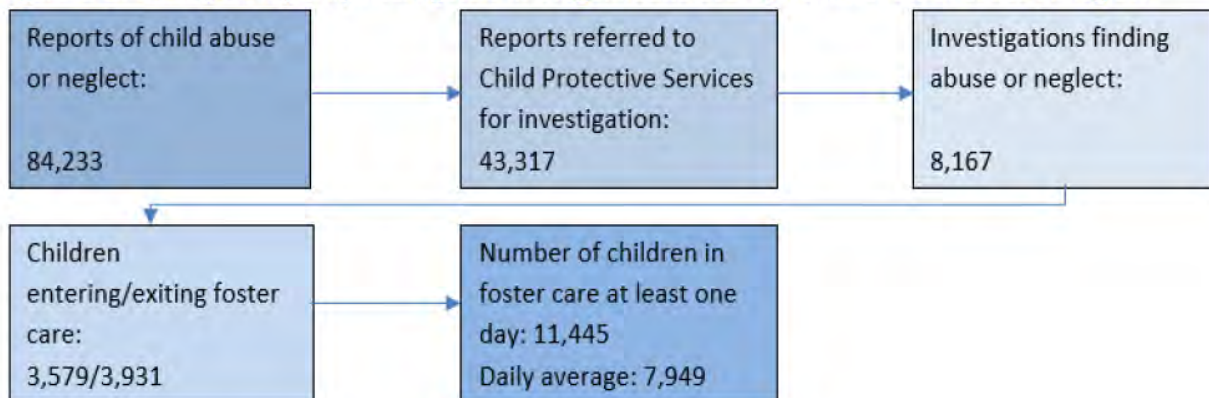 Reports of child abuse
or neglect:
84,233
Reports referred to
Child Protective Services
for investigation:
43,317
Investigations finding
abuse or neglect:
8,167
Children
entering/exiting foster
care:
3,579/3,931
Number of children in
foster care at least one
day: 11,445
Daily average: 7,949